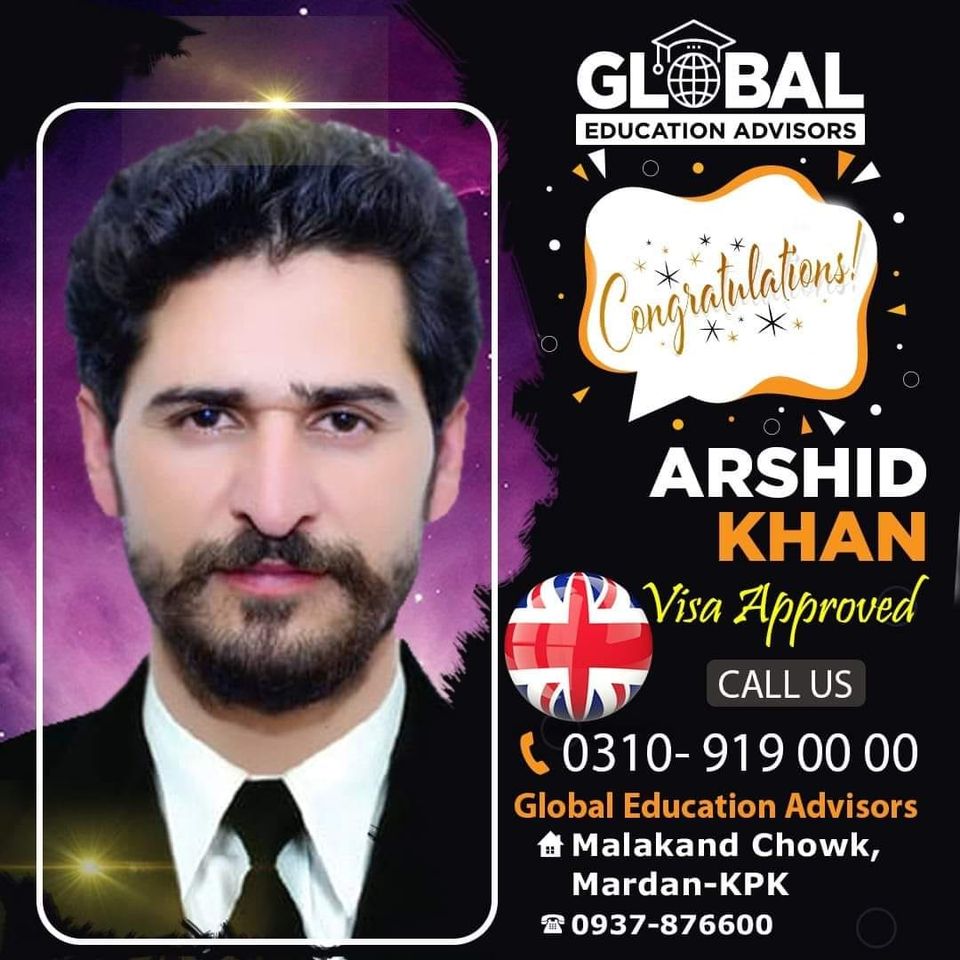 GLOBAL
EDUCATION ADVISORS
Congratulations!
ARSHID
KHAN
Visa Approved
CALL US
0310- 919 00 00
Global Education Advisors
Malakand Chowk,
Mardan-KPK
0937-876600